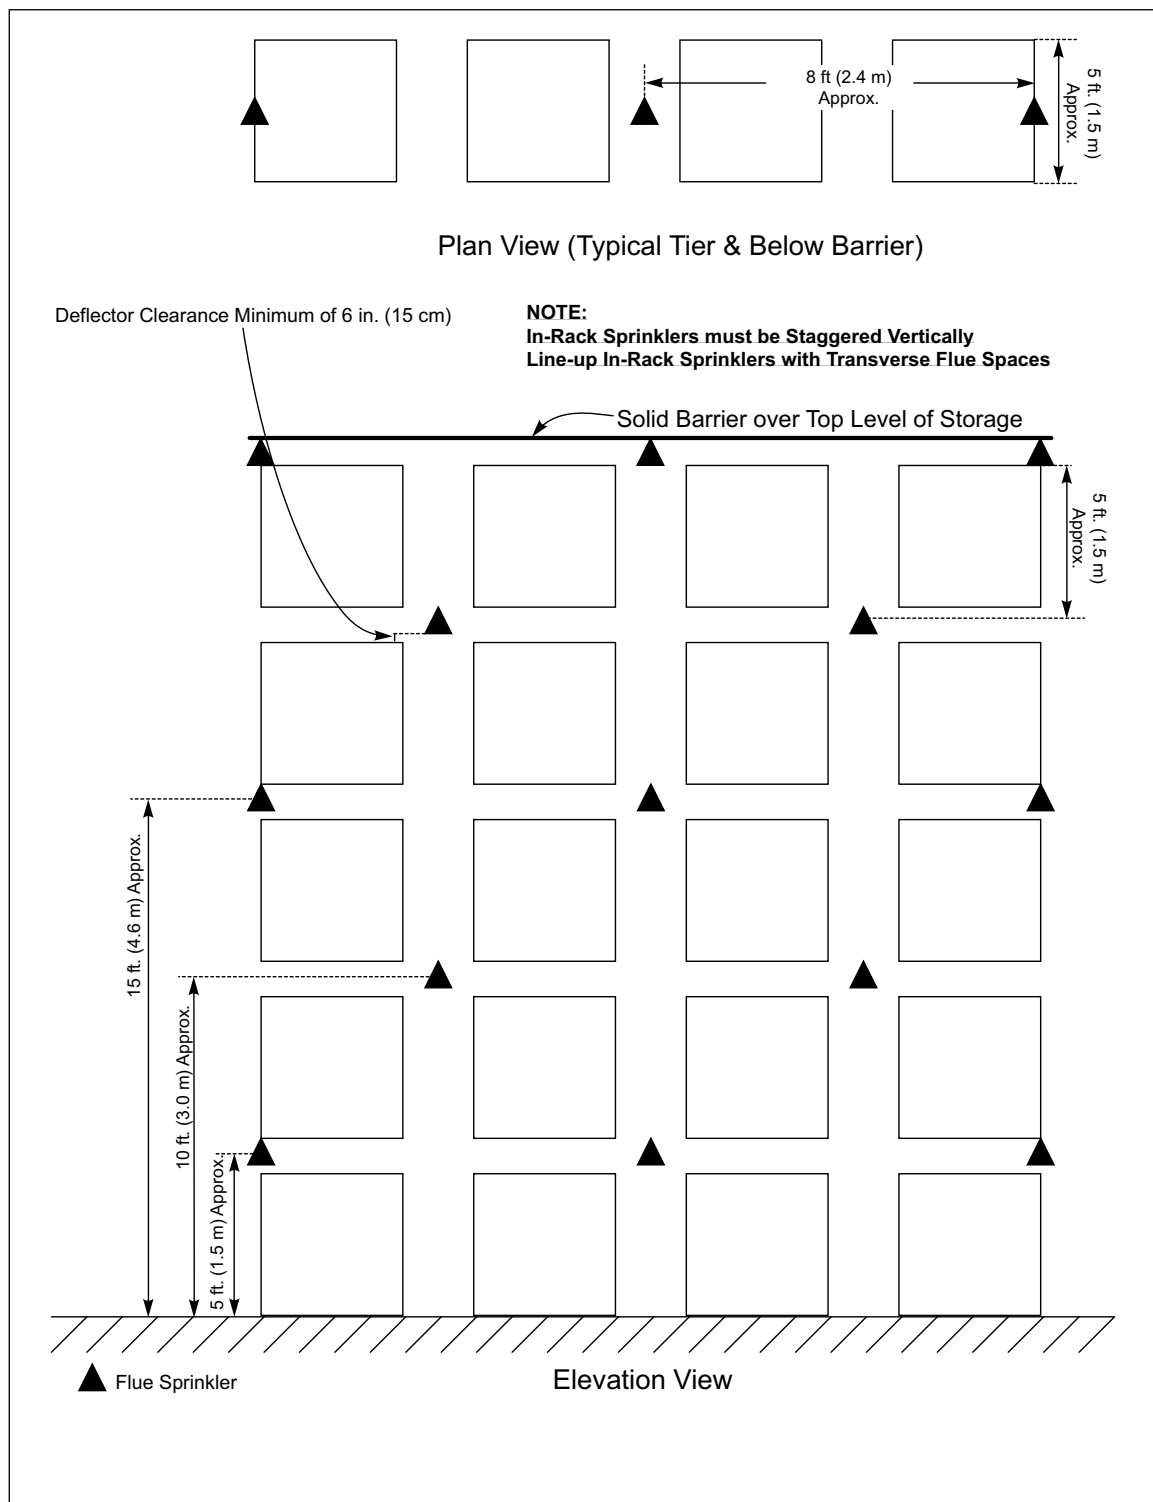 8 ft (2.4 m)
Approx.
5 ft. (1.5 m)
Approx.
Plan View (Typical Tier & Below Barrier)
Deflector Clearance Minimum of 6 in. (15 cm)
NOTE:
In-Rack Sprinklers must be Staggered Vertically
Line-up In-Rack Sprinklers with Transverse Flue Spaces
Solid Barrier over Top Level of Storage
5 ft. (1.5 m)
Approx.
15 ft. (4.6 m) Approx.
10 ft. (3.0 m) Approx.
5 ft. (1.5 m) Approx.
Flue Sprinkler
Elevation View